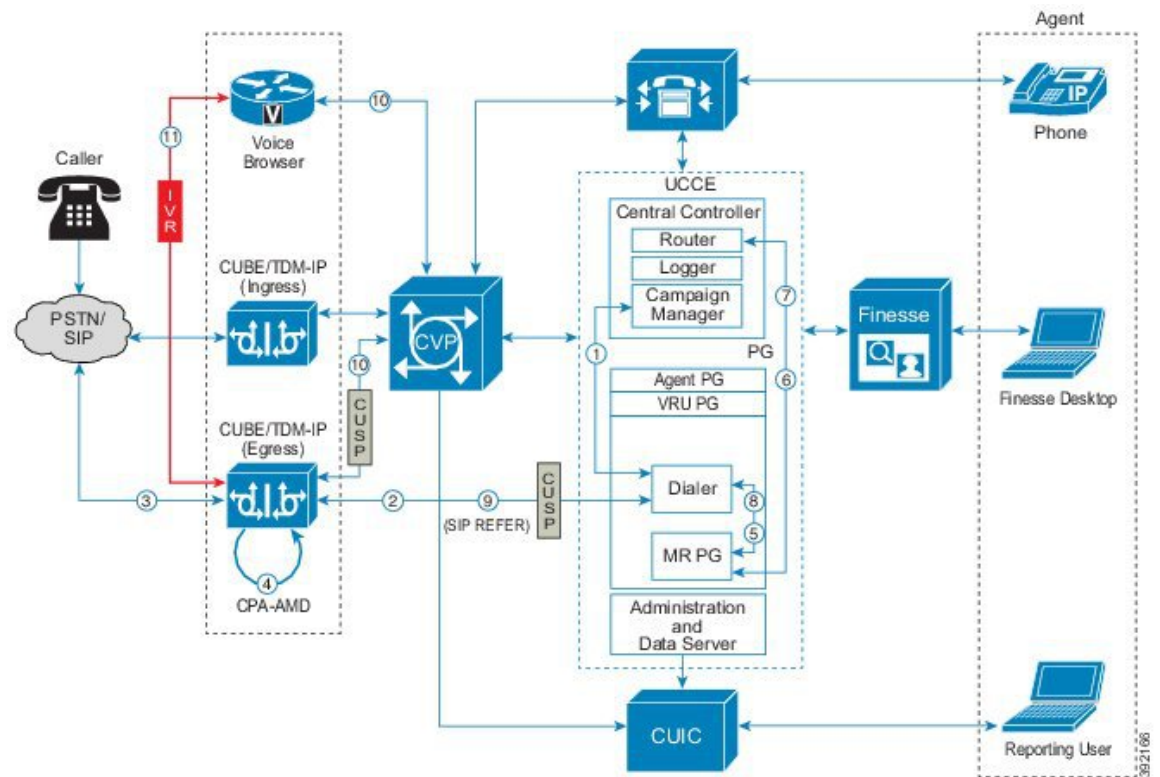 Agent
10
V
Voice
Browser
11
IP
Phone
Caller
I
V
R
UCCE
Central Controller
Router
Logger
Campaign
Manager
CUBE/TDM-IP
(Ingress)
7
PSTN/
SIP
CVP
Finesse
PG
1
6
10
Agent PG
VRU PG
Finesse Desktop
C
U
S
P
CUBE/TDM-IP
(Egress)
C
U
S
P
Dialer
3
2
9
8
(SIP REFER)
5
MR PG
4
CPA-AMD
Administration
and
Data Server
CUIC
Reporting User
392166